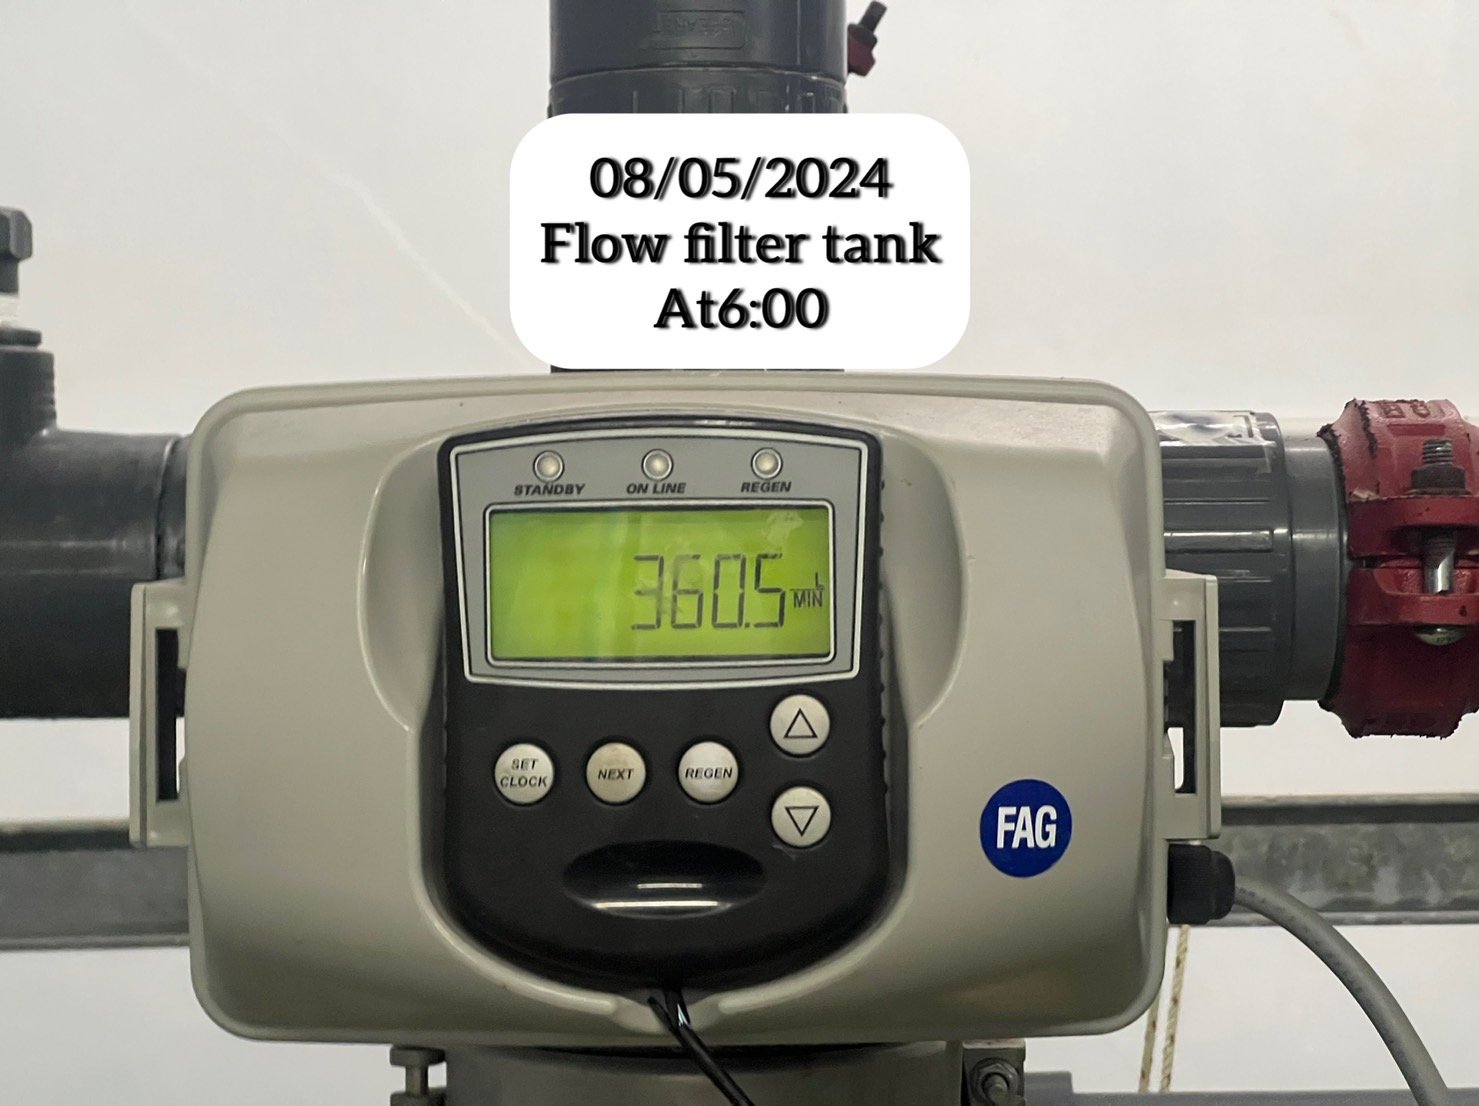 08/05/2024
Flow filter tank
At6:00
STANDBY
ON LINE
REGEN
360.5 L
MIN
SET
CLOCK
NEXT
REGEN
FAG